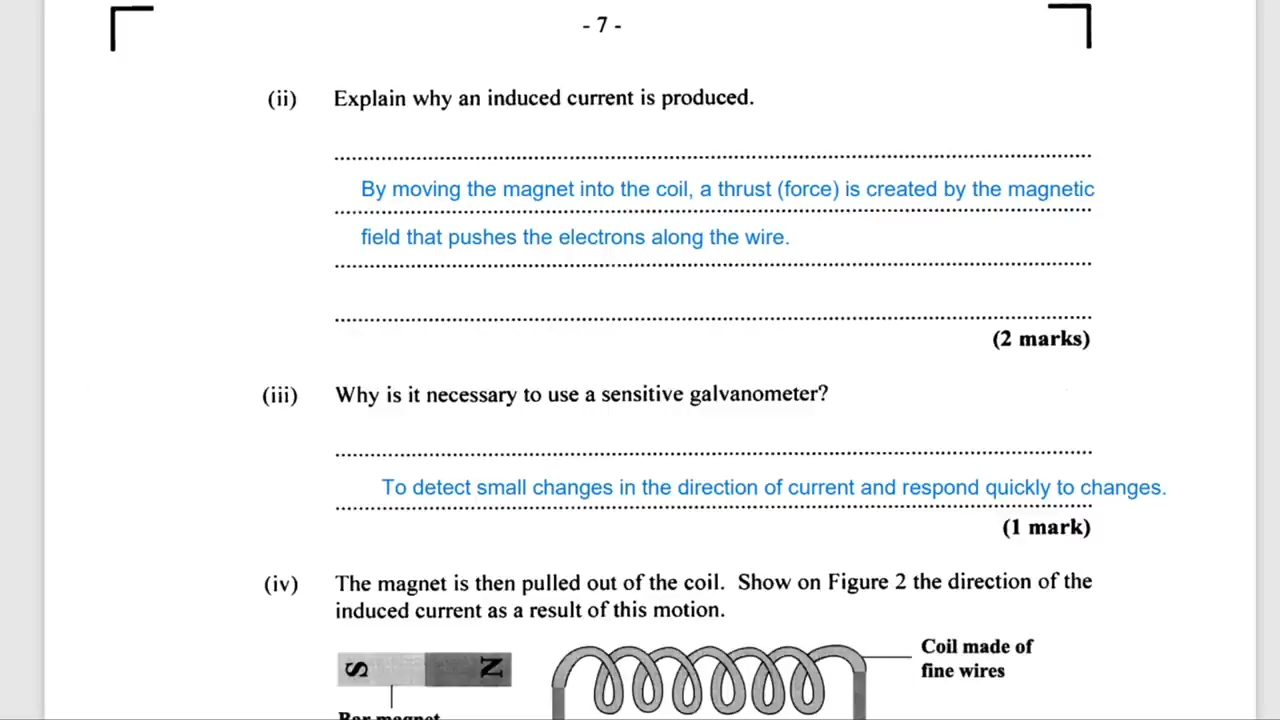 - 7 -
(ii) Explain why an induced current is produced.
By moving the magnet into the coil, a thrust (force) is created by the magnetic
field that pushes the electrons along the wire.
(2 marks)
(iii) Why is it necessary to use a sensitive galvanometer?
To detect small changes in the direction of current and respond quickly to changes.
(1 mark)
(iv) The magnet is then pulled out of the coil. Show on Figure 2 the direction of the
induced current as a result of this motion.
Coil made of
fine wires
S N
Bar magnet